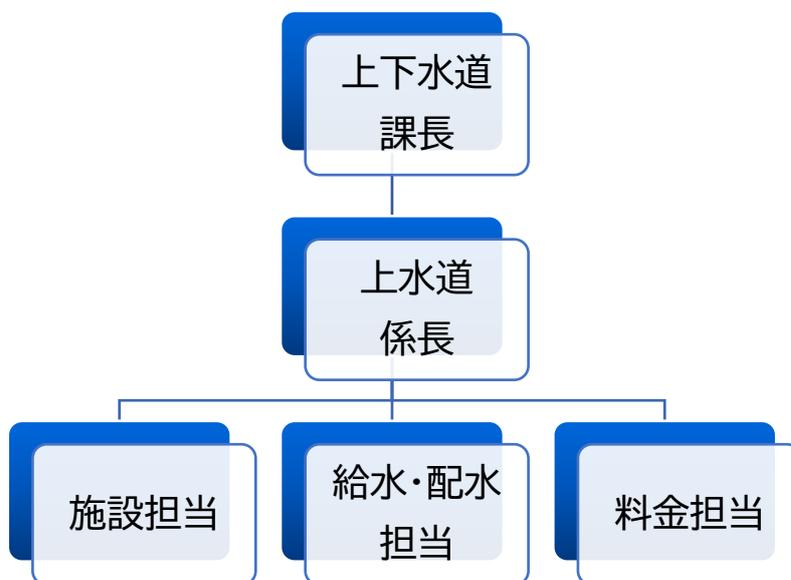 上下水道
課長
上水道
係長
施設担当
給水・配水
担当
料金担当